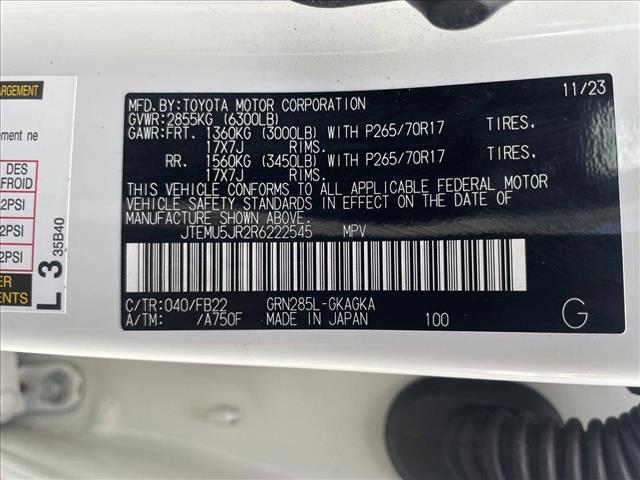 ARGEMENT
ement ne
DES
FROID
2PSI
2PSI
2PSI
ER
ENTS
L 3 35B40
11/23
MFD. BY: TOYOTA MOTOR CORPORATION
GVWR: 2855KG (6300LB)
GAWR: FRT. 1360KG (3000LB) WITH P265/70R17 TIRES,
17X7J RIMS.
RR. 1560KG (3450LB) WITH P265/70R17 TIRES,
17X7J RIMS.
THIS VEHICLE CONFORMS TO ALL APPLICABLE FEDERAL MOTOR
VEHICLE SAFETY STANDARDS IN EFFECT ON THE DATE OF
MANUFACTURE SHOWN ABOVE.
JTEMU5JR2R6222545 MPV
C/TR: 040/FB22 GRN285L-GKAGKA
A/TM: /A750F MADE IN JAPAN 100 G